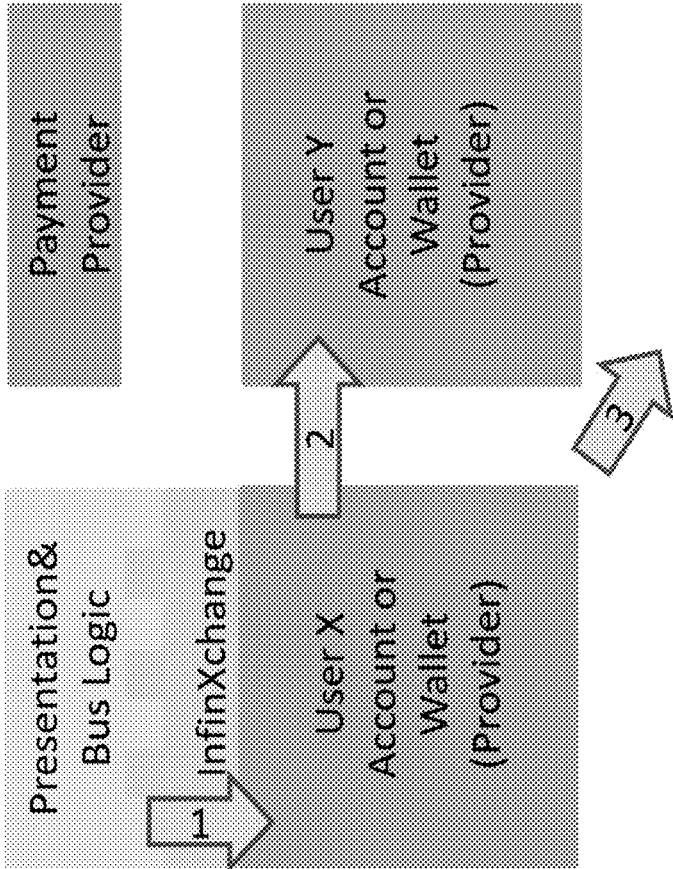 Presentation&
Bus Logic
InfinXchange
1
User X
Account or
Wallet
(Provider)
2
Payment
Provider
User Y
Account or
Wallet
(Provider)
3